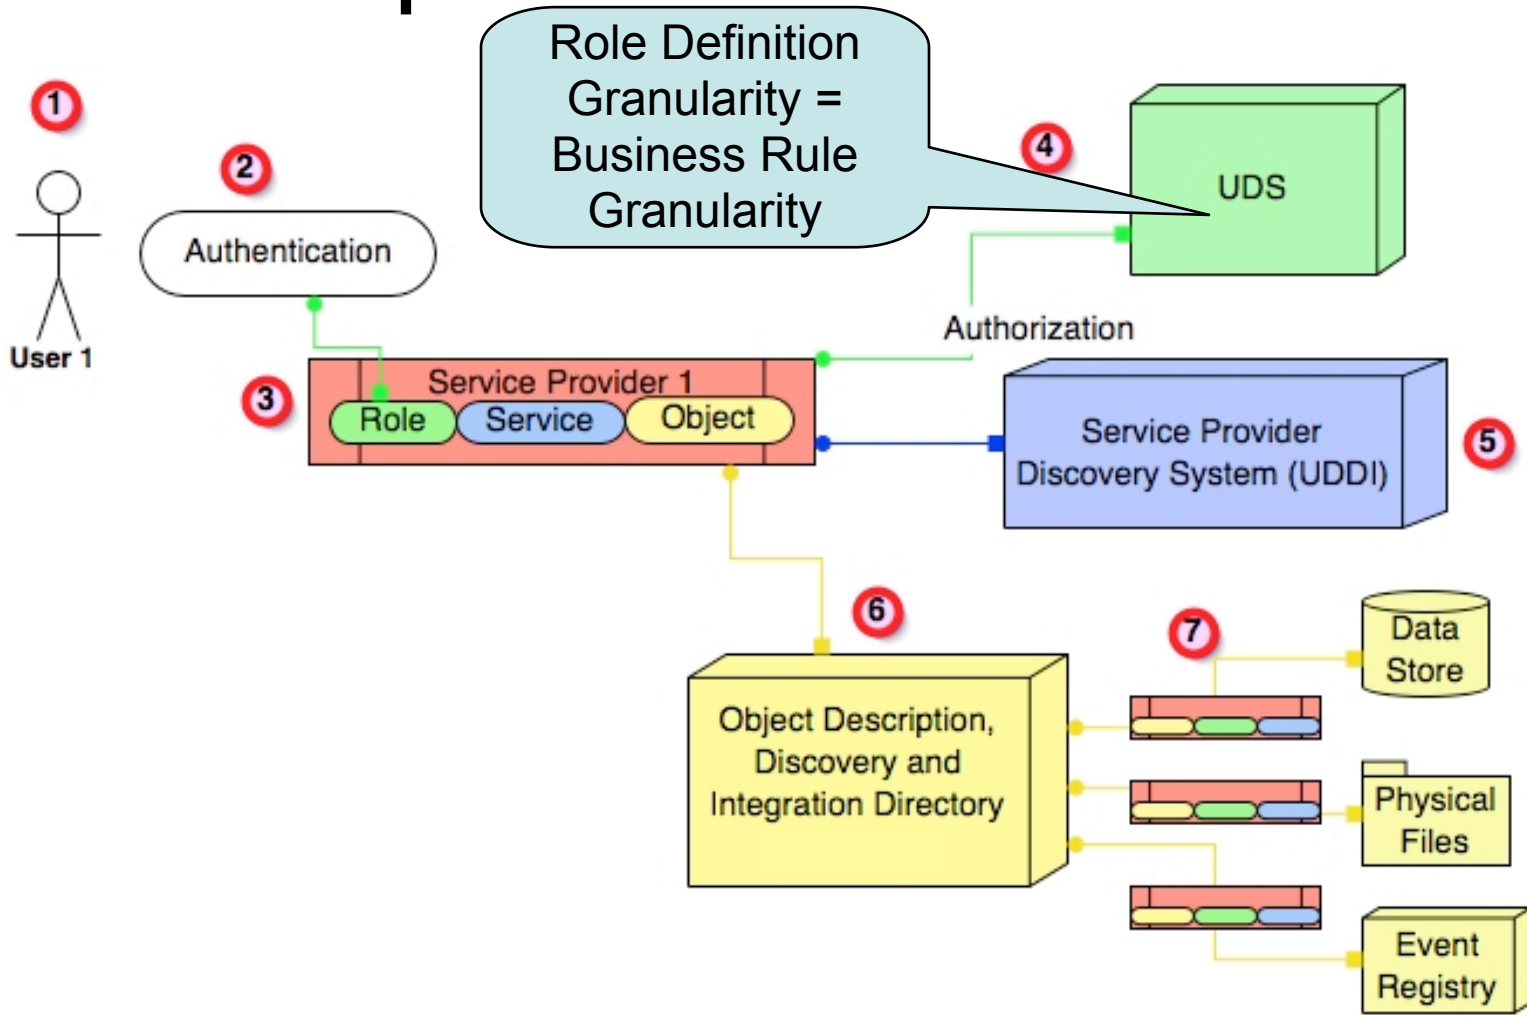 Role Definition
Granularity =
Business Rule
Granularity
1
2
4
UDS
Authentication
User 1
Authorization
3
Service Provider 1
Role
Service
Object
Service Provider
Discovery System (UDDI)
5
6
7
Data
Store
Object Description,
Discovery and
Integration Directory
Physical
Files
Event
Registry